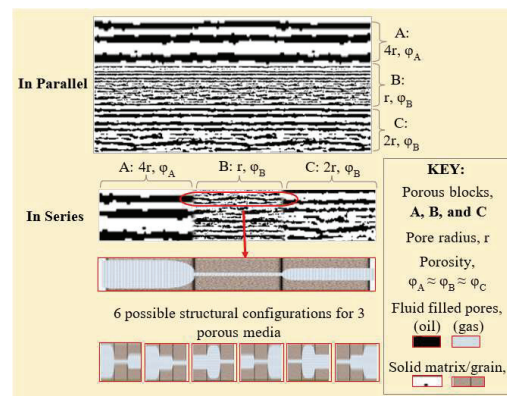 A:
4r, φA
In Parallel
B:
r, φB
C:
2r, φB
A: 4r, φA
B: r, φB
C: 2r, φB
In Series
6 possible structural configurations for 3
porous media
KEY:
Porous blocks,
A, B, and C
Pore radius, r
Porosity,
φA ≈ φB ≈ φC
Fluid filled pores,
(oil) (gas)
Solid matrix/grain,